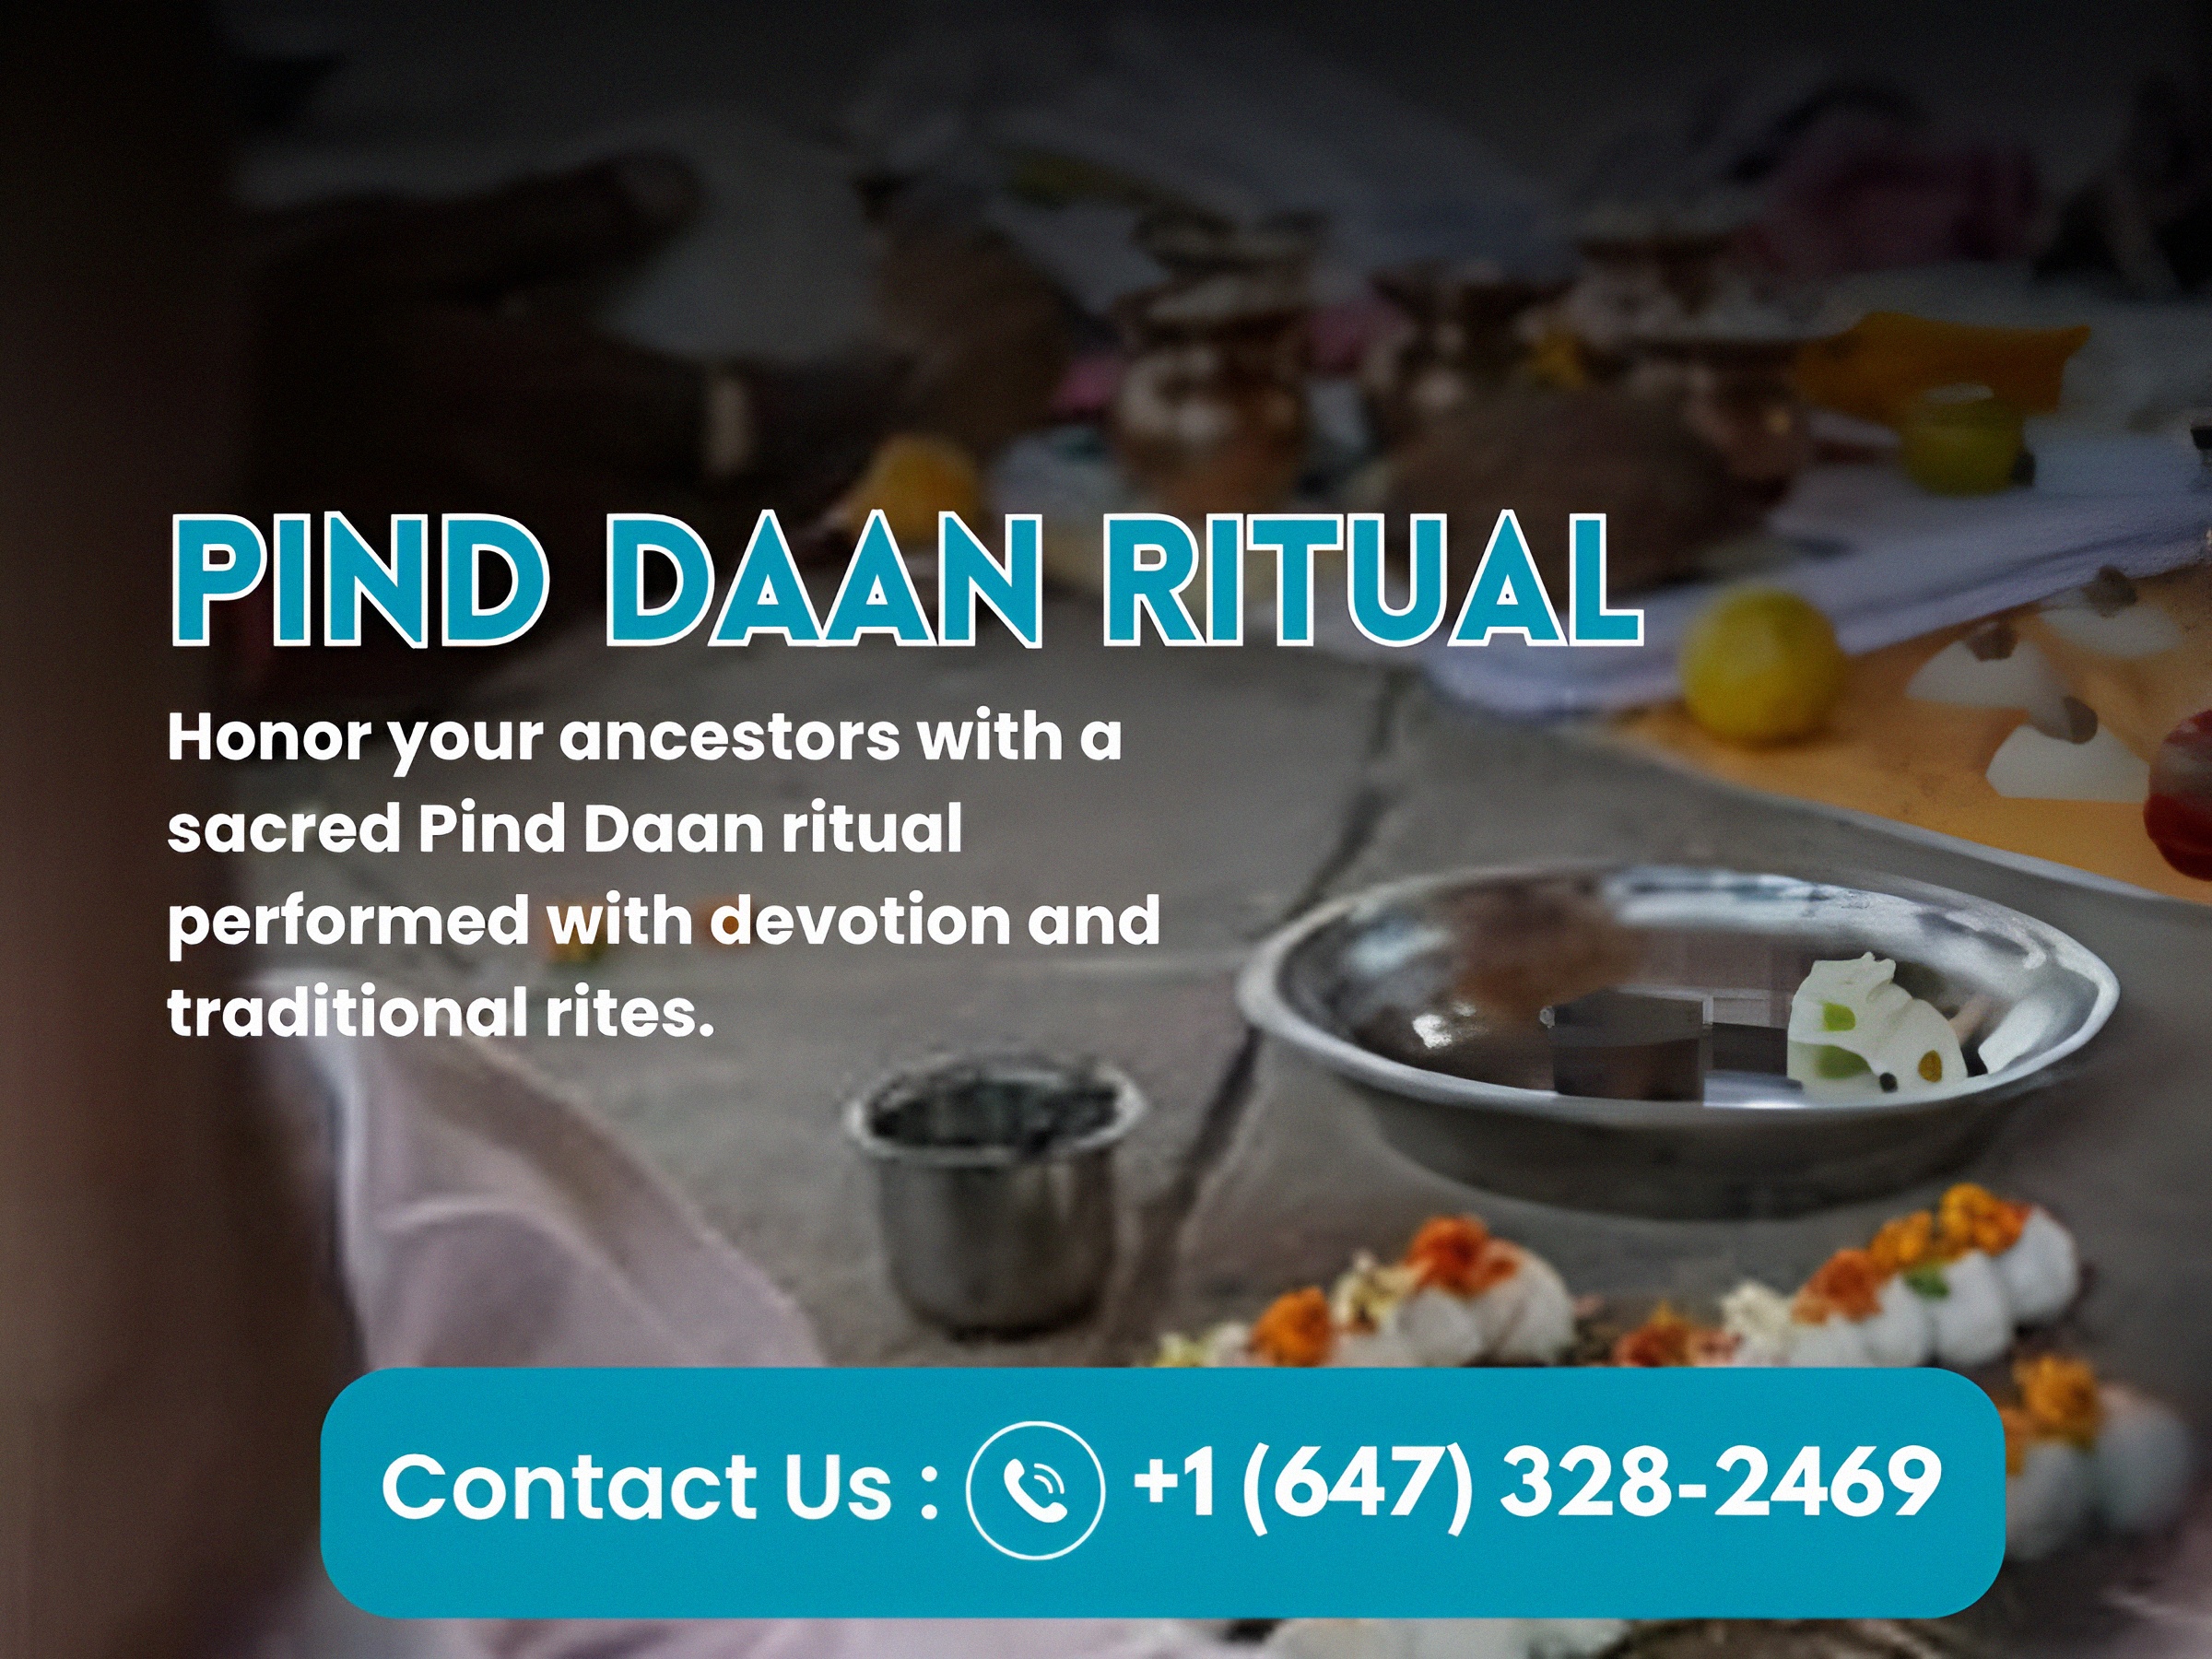 PIND DAAN RITUAL
Honor your ancestors with a
sacred Pind Daan ritual
performed with devotion and
traditional rites.
Contact Us : +1 (647) 328-2469